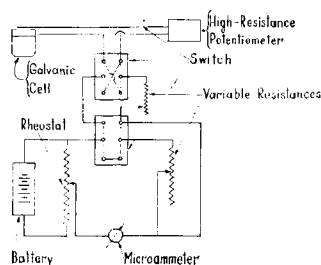 High-Resistance
Potentiometer
Switch
Galvanic
Cell
Variable Resistances
Rheostat
Battery
Microammeter